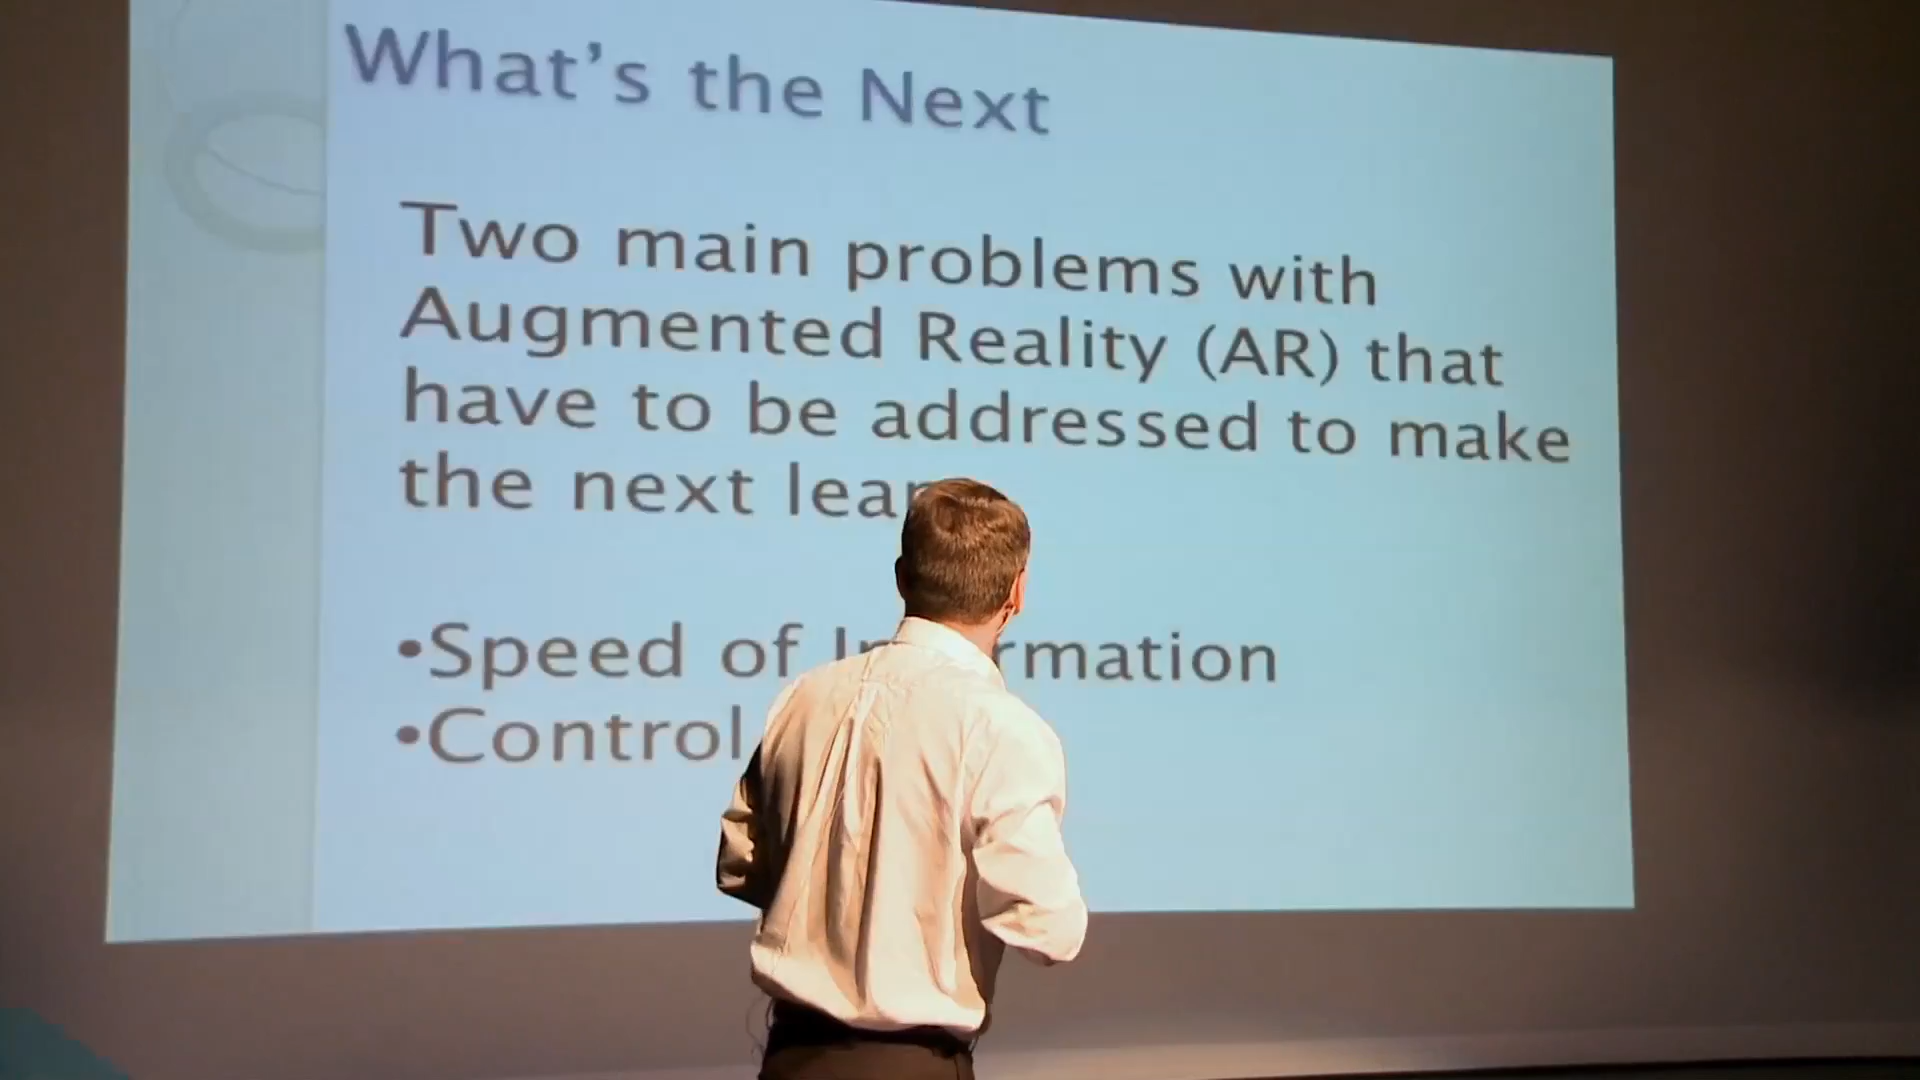 What's the Next
Two main problems with
Augmented Reality (AR) that
have to be addressed to make
the next leap
•Speed of Information
•Control